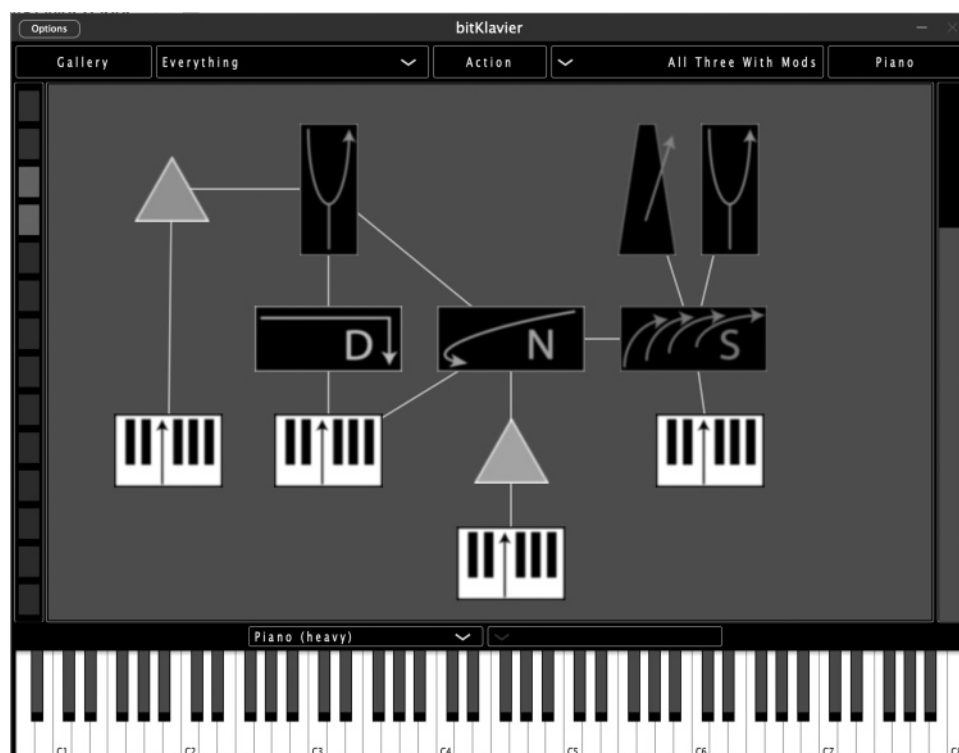 Options
bitKlavier
Gallery
Everything
Action
All Three With Mods
Piano
D
N
S
Piano (heavy)
C1
C2
C3
C4
C5
C6
C7